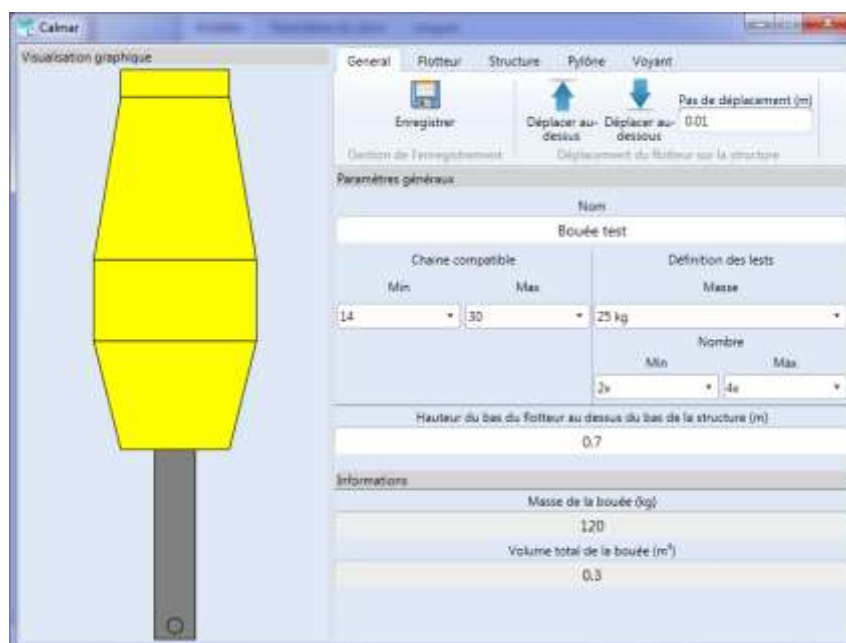 Calmar
Visualisation graphique
General Flotteur Structure Pylône Voyant
Enregistrer
Déplacer au-dessus
Déplacer au-dessous
Pas de déplacement (m)
0.01
Gestion de l'enregistrement
Déplacement du flotteur sur la structure
Paramètres généraux
Nom
Bouée test
Chaine compatible
Définition des lests
Min Max
Masse
14 30 25 kg
Nombre
Min Max
2x 4x
Hauteur du bas du flotteur au dessus du bas de la structure (m)
0.7
Informations
Masse de la bouée (kg)
120
Volume total de la bouée (m³)
0.3